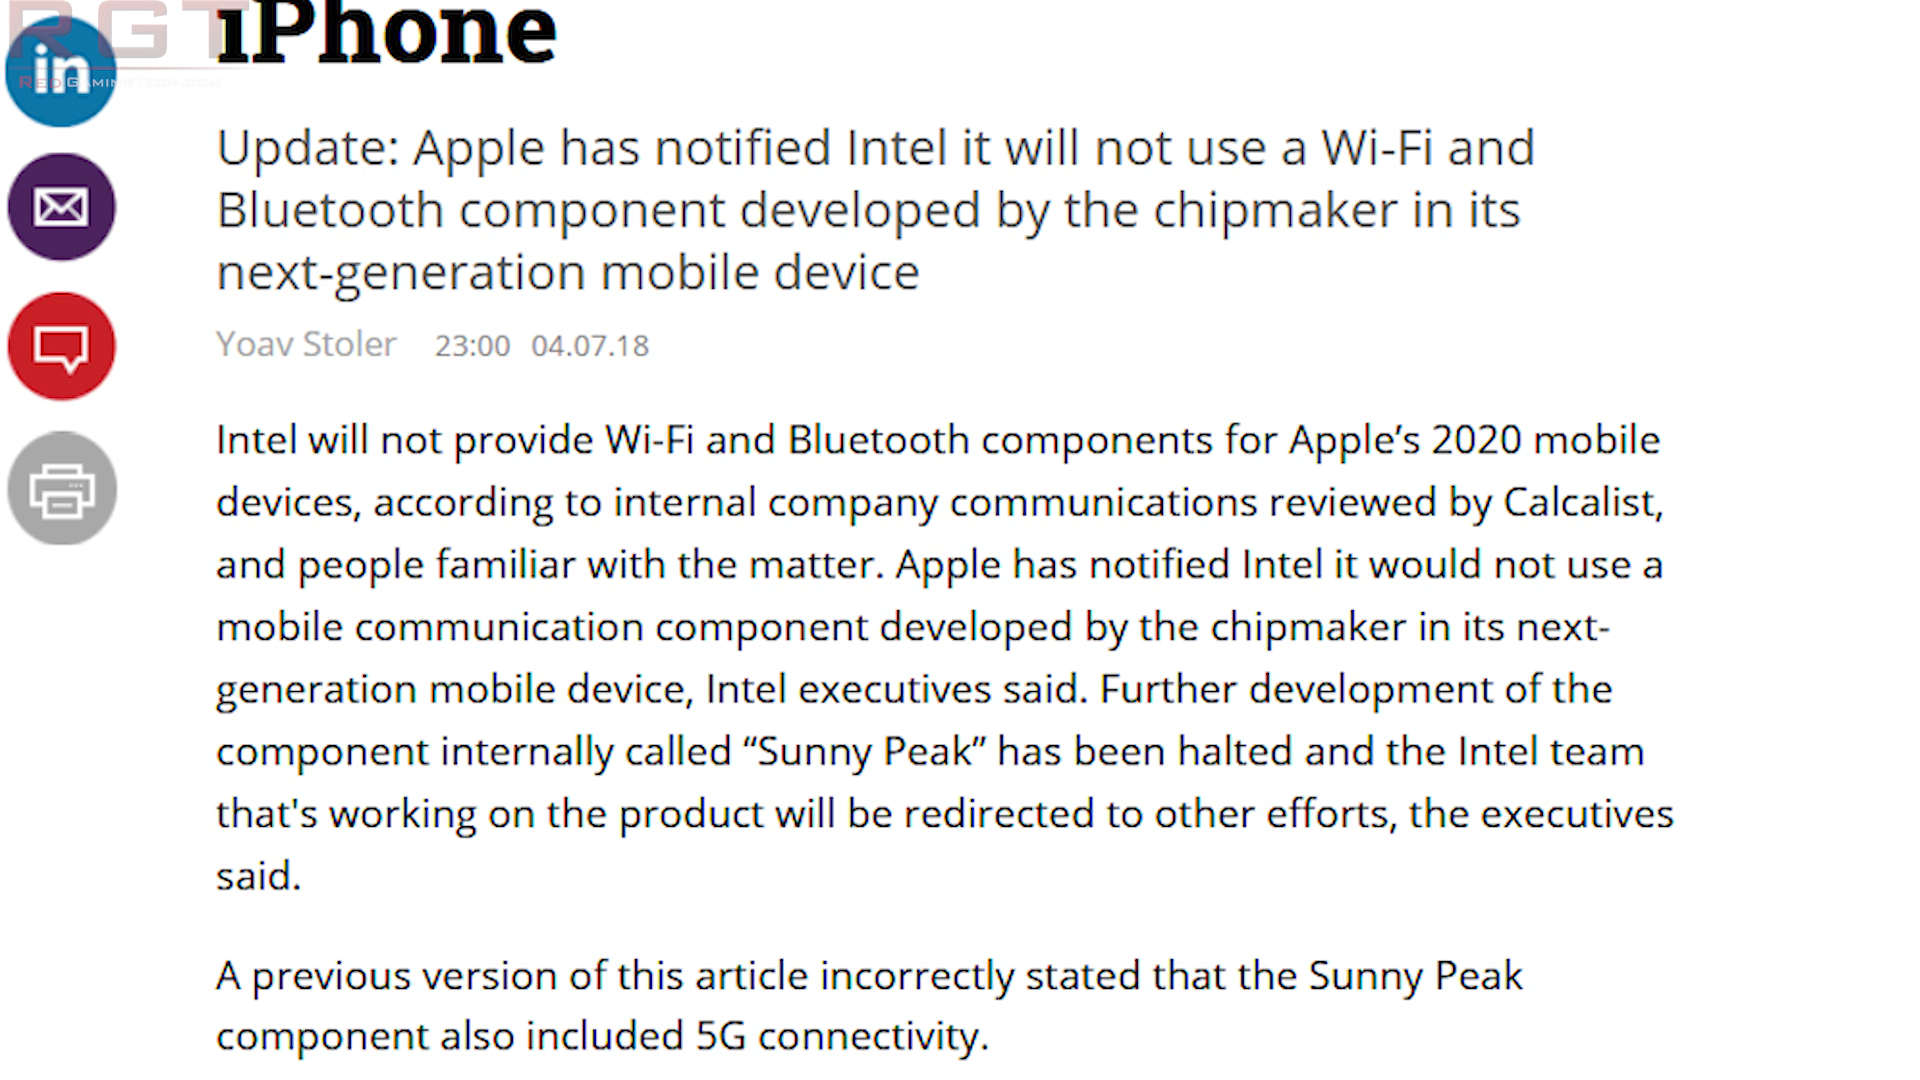 RGT
iPhone
in
REDGAMINGTECH.COM
Update: Apple has notified Intel it will not use a Wi-Fi and
Bluetooth component developed by the chipmaker in its
next-generation mobile device
Yoav Stoler 23:00 04.07.18
Intel will not provide Wi-Fi and Bluetooth components for Apple’s 2020 mobile
devices, according to internal company communications reviewed by Calcalist,
and people familiar with the matter. Apple has notified Intel it would not use a
mobile communication component developed by the chipmaker in its next-
generation mobile device, Intel executives said. Further development of the
component internally called “Sunny Peak” has been halted and the Intel team
that's working on the product will be redirected to other efforts, the executives
said.
A previous version of this article incorrectly stated that the Sunny Peak
component also included 5G connectivity.